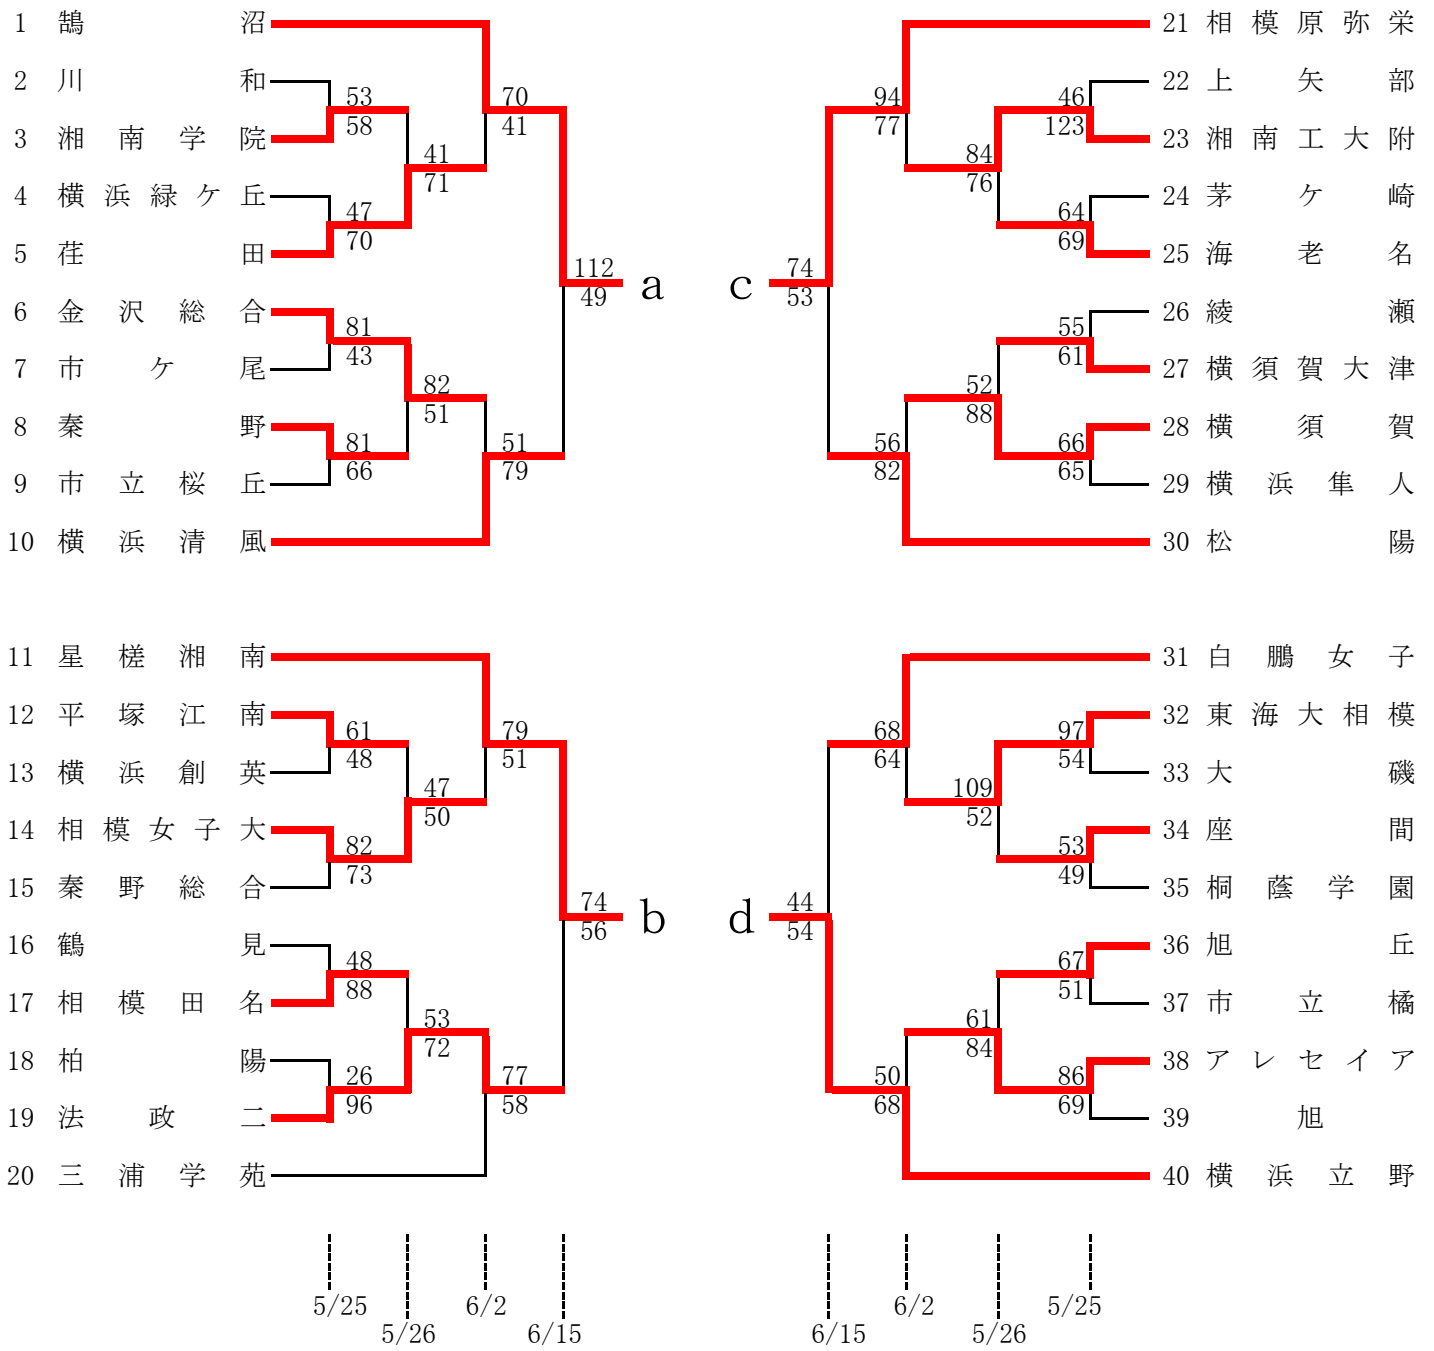 1 鵠沼 21 相模原弥栄
2 川和 22 上矢部
53 70 94 46
58 41 77 123
3 湘南学院 23 湘南工大附
41 84
71 76
4 横浜緑ケ丘 24 茅ケ崎
47 64
70 69
5 荏田 25 海老名
112 a c 74
49 53
6 金沢総合 26 綾瀬
81 55
43 61
7 市ケ尾 27 横須賀大津
82 52
51 88
8 秦野 28 横須賀
81 51 56 66
66 79 82 65
9 市立桜丘 29 横浜隼人
10 横浜清風 30 松陽
11 星槎湘南 31 白鵬女子
12 平塚江南 32 東海大相模
61 79 68 97
48 51 64 54
13 横浜創英 33 大磯
47 109
50 52
14 相模女子大 34 座間
82 53
73 49
15 秦野総合 35 桐蔭学園
74 b d 44
56 54
16 鶴見 36 旭丘
48 67
88 51
17 相模田名 37 市立橘
53 61
72 84
18 柏陽 38 アレセイア
26 77 50 86
96 58 68 69
19 法政二 39 旭
20 三浦学苑 40 横浜立野
5/25 6/2 6/2 5/25
5/26 6/15 6/15 5/26